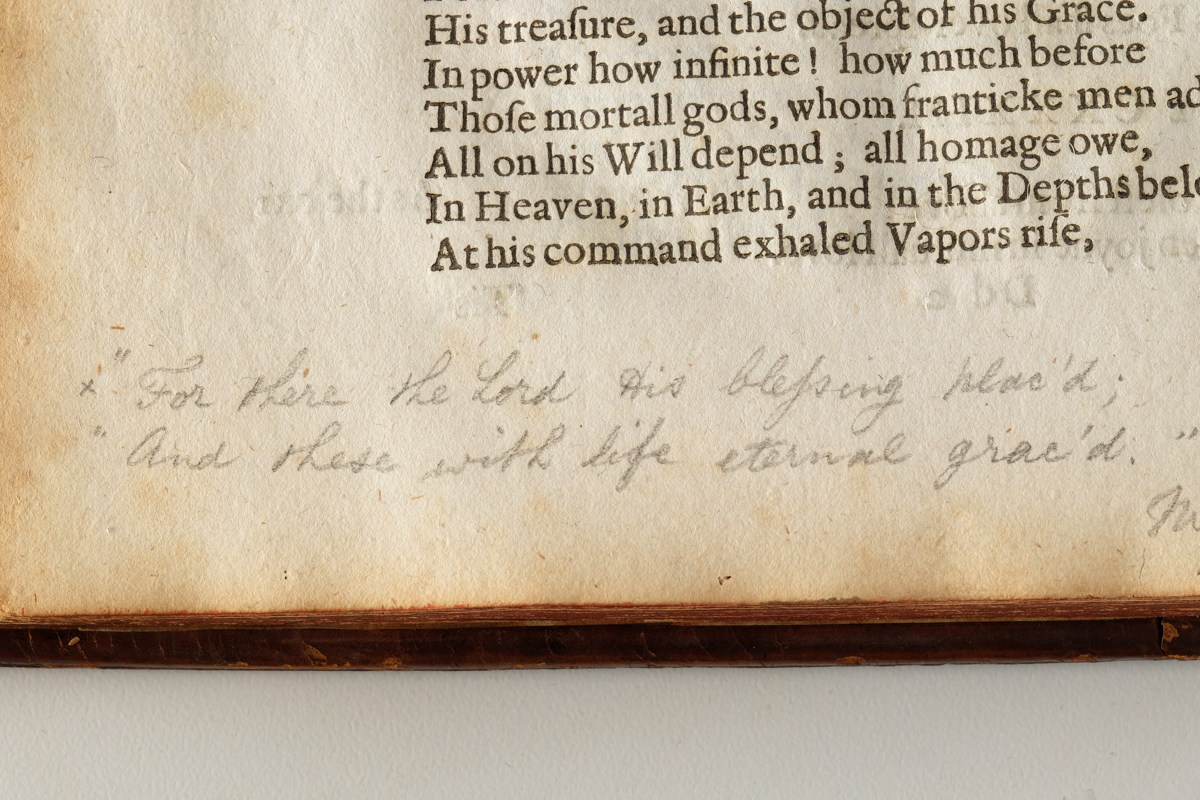 His treaſure, and the object of his Grace.
In power how infinite! how much before
Thoſe mortall gods, whom franticke men ad
All on his Will depend; all homage owe,
In Heaven, in Earth, and in the Depths bel
At his command exhaled Vapors riſe,
x " For there the Lord His bleſsing plac'd;
" And these with life eternal grac'd. "